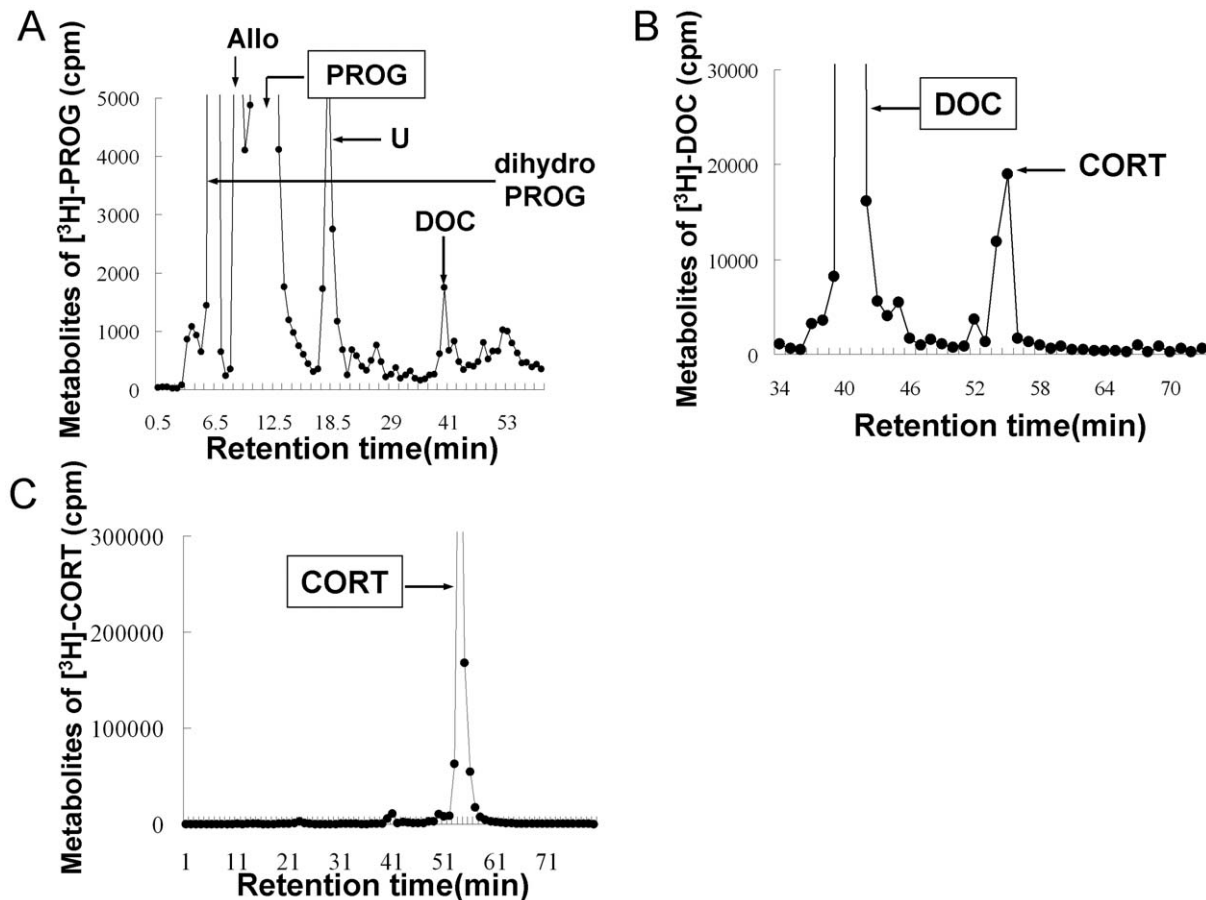 A
Metabolites of [³H]-PROG (cpm)
5000
4000
3000
2000
1000
0
Allo
PROG
U
dihydro
PROG
DOC
0.5 6.5 12.5 18.5 29 41 53
Retention time(min)
B
Metabolites of [³H]-DOC (cpm)
30000
20000
10000
0
DOC
CORT
34 40 46 52 58 64 70
Retention time(min)
C
Metabolites of [³H]-CORT (cpm)
300000
200000
100000
0
CORT
1 11 21 31 41 51 61 71
Retention time(min)